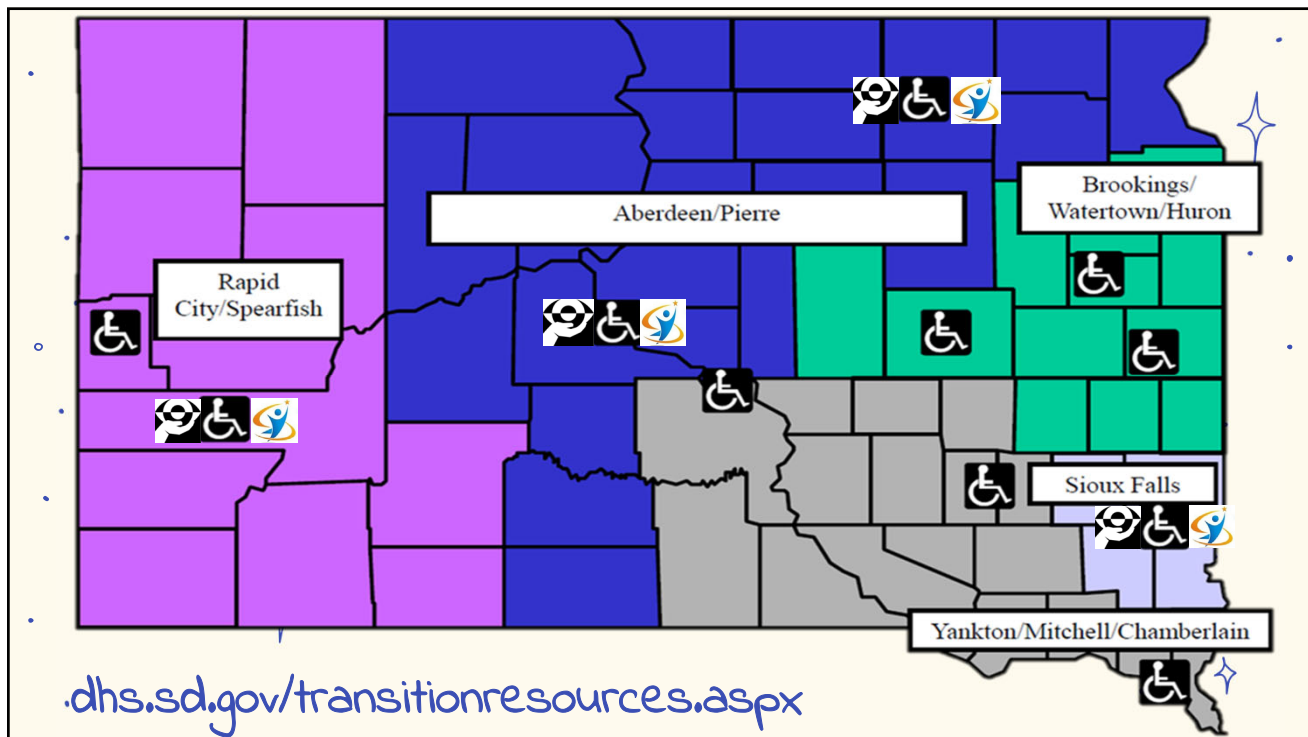 Brookings/
Watertown/Huron
Aberdeen/Pierre
Rapid
City/Spearfish
Sioux Falls
Yankton/Mitchell/Chamberlain
dhs.sd.gov/transitionresources.aspx